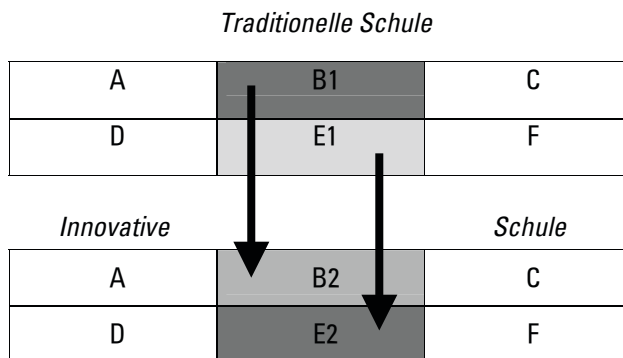 Traditionelle Schule
A B1 C
D E1 F
Innovative Schule
A B2 C
D E2 F